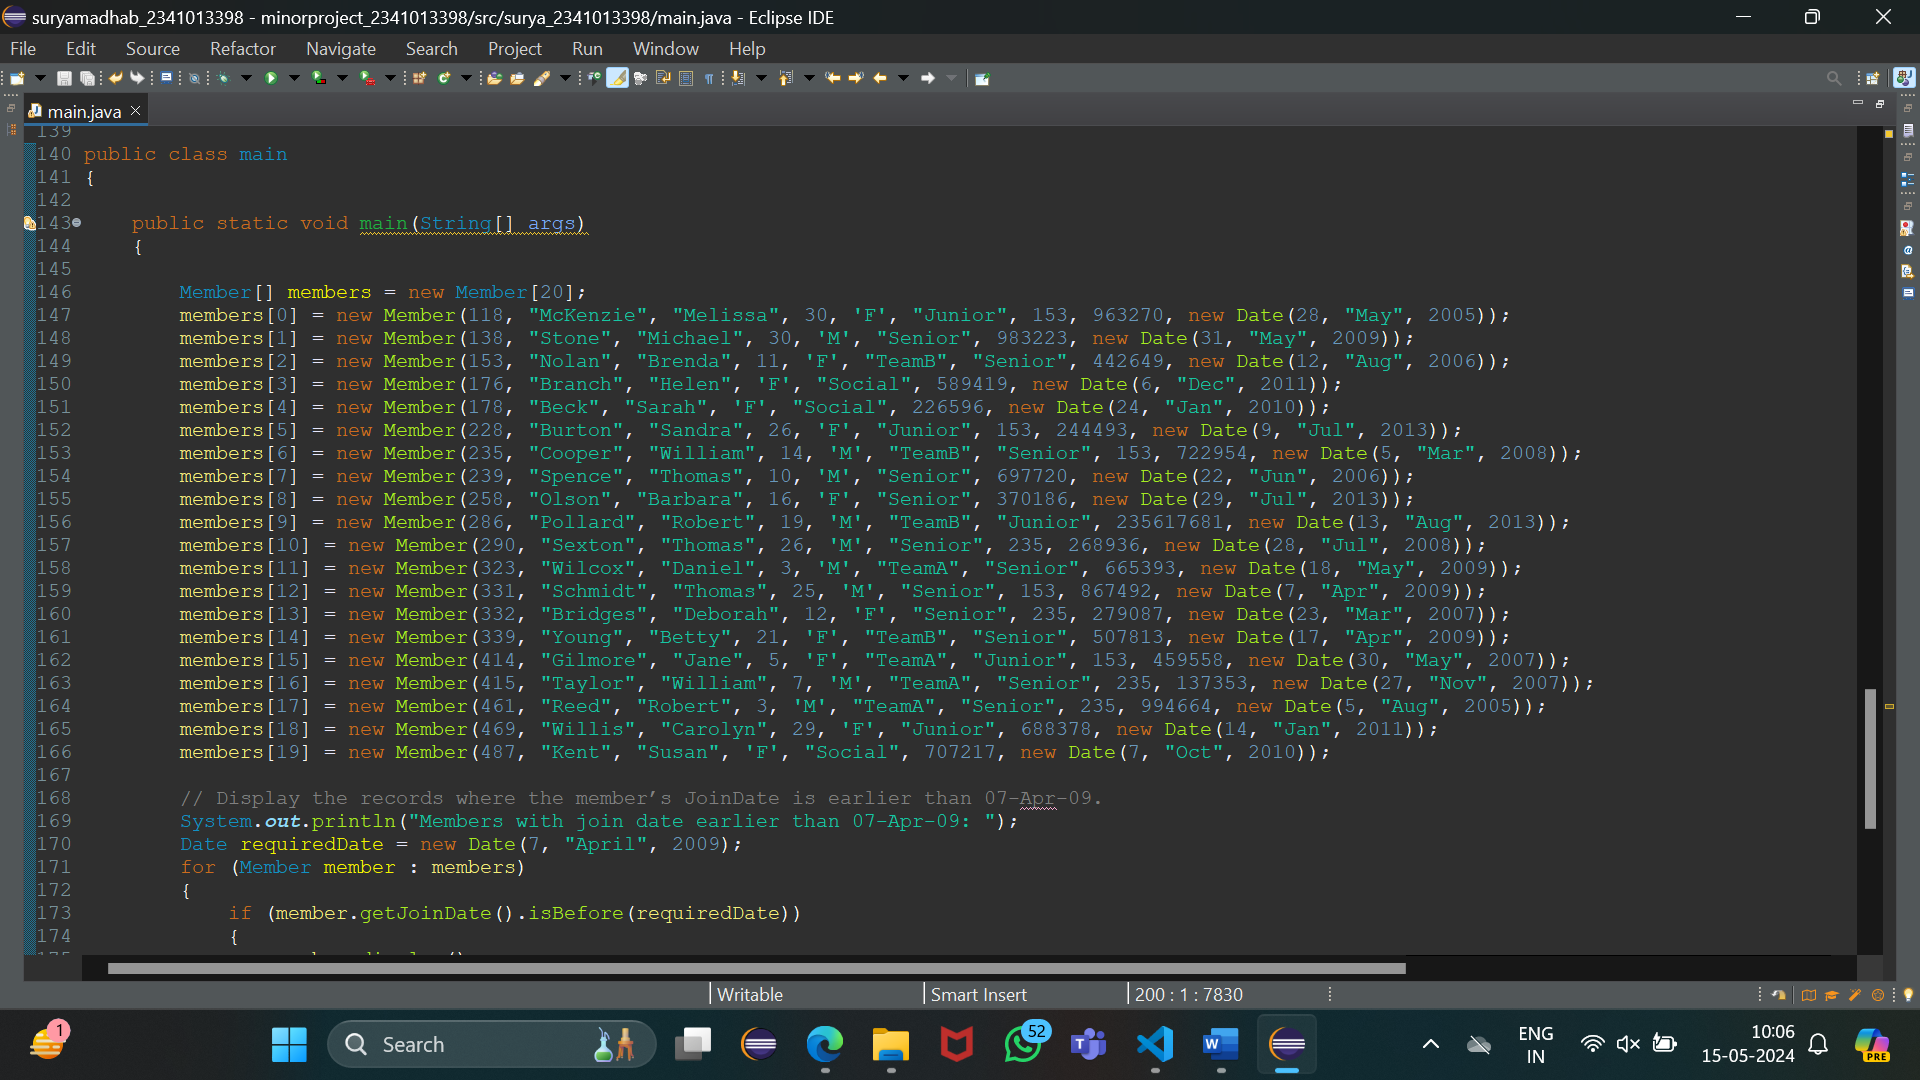 suryamadhab_2341013398 - minorproject_2341013398/src/surya_2341013398/main.java - Eclipse IDE
File Edit Source Refactor Navigate Search Project Run Window Help
main.java
139
140 public class main
141 {
142
143 public static void main(String[] args)
144 {
145
146 Member[] members = new Member[20];
147 members[0] = new Member(118, "McKenzie", "Melissa", 30, 'F', "Junior", 153, 963270, new Date(28, "May", 2005));
148 members[1] = new Member(138, "Stone", "Michael", 30, 'M', "Senior", 983223, new Date(31, "May", 2009));
149 members[2] = new Member(153, "Nolan", "Brenda", 11, 'F', "TeamB", "Senior", 442649, new Date(12, "Aug", 2006));
150 members[3] = new Member(176, "Branch", "Helen", 'F', "Social", 589419, new Date(6, "Dec", 2011));
151 members[4] = new Member(178, "Beck", "Sarah", 'F', "Social", 226596, new Date(24, "Jan", 2010));
152 members[5] = new Member(228, "Burton", "Sandra", 26, 'F', "Junior", 153, 244493, new Date(9, "Jul", 2013));
153 members[6] = new Member(235, "Cooper", "William", 14, 'M', "TeamB", "Senior", 153, 722954, new Date(5, "Mar", 2008));
154 members[7] = new Member(239, "Spence", "Thomas", 10, 'M', "Senior", 697720, new Date(22, "Jun", 2006));
155 members[8] = new Member(258, "Olson", "Barbara", 16, 'F', "Senior", 370186, new Date(29, "Jul", 2013));
156 members[9] = new Member(286, "Pollard", "Robert", 19, 'M', "TeamB", "Junior", 235617681, new Date(13, "Aug", 2013));
157 members[10] = new Member(290, "Sexton", "Thomas", 26, 'M', "Senior", 235, 268936, new Date(28, "Jul", 2008));
158 members[11] = new Member(323, "Wilcox", "Daniel", 3, 'M', "TeamA", "Senior", 665393, new Date(18, "May", 2009));
159 members[12] = new Member(331, "Schmidt", "Thomas", 25, 'M', "Senior", 153, 867492, new Date(7, "Apr", 2009));
160 members[13] = new Member(332, "Bridges", "Deborah", 12, 'F', "Senior", 235, 279087, new Date(23, "Mar", 2007));
161 members[14] = new Member(339, "Young", "Betty", 21, 'F', "TeamB", "Senior", 507813, new Date(17, "Apr", 2009));
162 members[15] = new Member(414, "Gilmore", "Jane", 5, 'F', "TeamA", "Junior", 153, 459558, new Date(30, "May", 2007));
163 members[16] = new Member(415, "Taylor", "William", 7, 'M', "TeamA", "Senior", 235, 137353, new Date(27, "Nov", 2007));
164 members[17] = new Member(461, "Reed", "Robert", 3, 'M', "TeamA", "Senior", 235, 994664, new Date(5, "Aug", 2005));
165 members[18] = new Member(469, "Willis", "Carolyn", 29, 'F', "Junior", 688378, new Date(14, "Jan", 2011));
166 members[19] = new Member(487, "Kent", "Susan", 'F', "Social", 707217, new Date(7, "Oct", 2010));
167
168 // Display the records where the member's JoinDate is earlier than 07-Apr-09.
169 System.out.println("Members with join date earlier than 07-Apr-09: ");
170 Date requiredDate = new Date(7, "April", 2009);
171 for (Member member : members)
172 {
173 if (member.getJoinDate().isBefore(requiredDate))
174 {
Writable Smart Insert 200 : 1 : 7830
1 Search 52 ENG 10:06
IN 15-05-2024 PRE